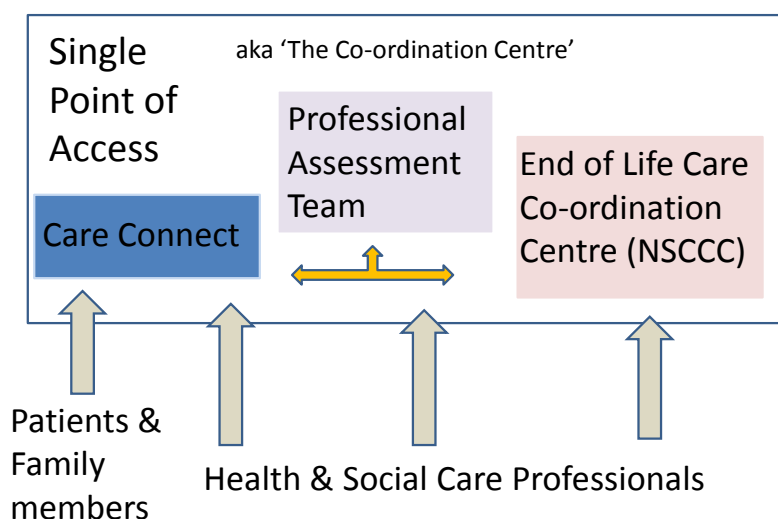 Single
Point of
Access
aka ‘The Co-ordination Centre’
Professional
Assessment
Team
End of Life Care
Co-ordination
Centre (NSCCC)
Care Connect
Patients &
Family
members
Health & Social Care Professionals